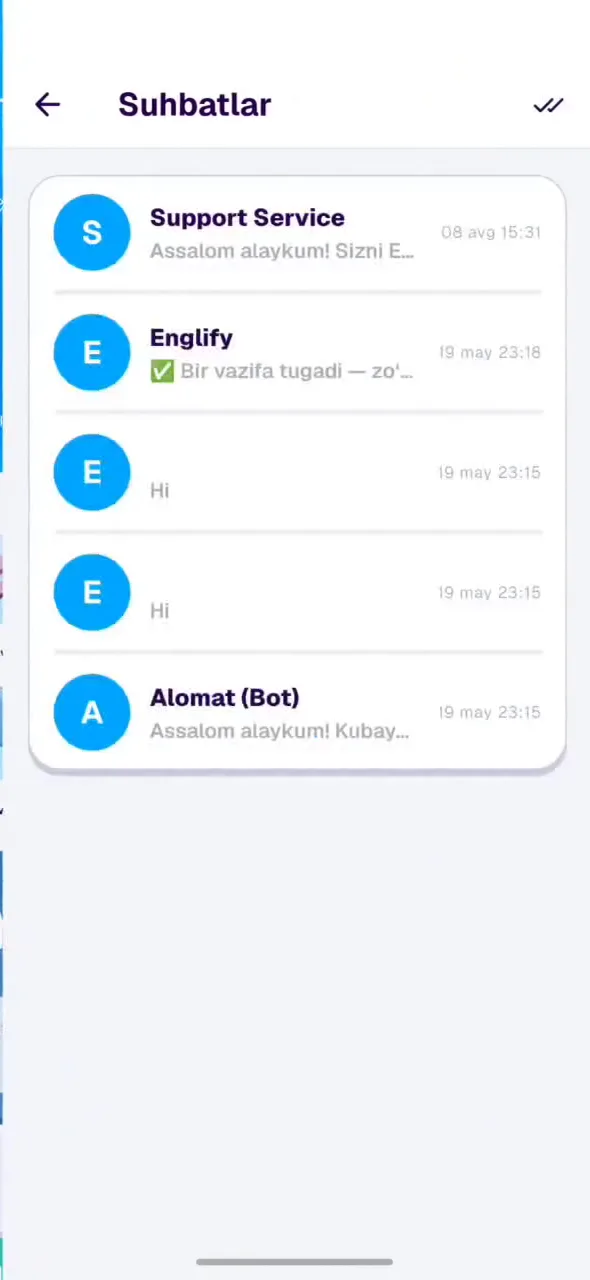 Suhbatlar
S
Support Service
08 avg 15:31
Assalom alaykum! Sizni E...
E
Englify
19 may 23:18
✅ Bir vazifa tugadi — zo‘...
E
19 may 23:15
Hi
E
19 may 23:15
Hi
A
Alomat (Bot)
19 may 23:15
Assalom alaykum! Kubay...